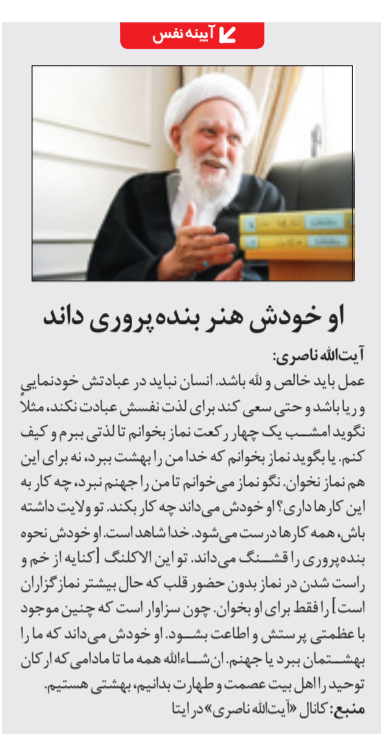 آیینه نفس
او خودش هنر بنده‌پروری داند
آیت‌الله ناصری:
عمل باید خالص و لله باشد. انسان نباید در عبادتش خودنمایی
و ریا باشد و حتی سعی کند برای لذت نفسش عبادت نکند، مثلاً
نگوید امشب یک چهار رکعت نماز بخوانم تا لذتی ببرم و کیف
کنم. یا بگوید نماز بخوانم که خدا من را بهشت ببرد، نه برای این
هم نماز نخوان. نگو نماز می‌خوانم تا من را جهنم نبرد، چه کار به
این کارها داری؟ او خودش می‌داند چه کار بکند. تو ولایت داشته
باش، همه کارها درست می‌شود. خدا شاهد است. او خودش نحوه
بنده‌پروری را قشنگ می‌داند. تو این الاکلنگ [کنایه از خم و
راست شدن در نماز بدون حضور قلب که حال بیشتر نمازگزاران
است] را فقط برای او بخوان. چون سزاوار است که چنین موجود
با عظمتی پرستش و اطاعت بشود. او خودش می‌داند که ما را
بهشتمان ببرد یا جهنم. ان‌شاءالله همه ما تا مادامی که ارکان
توحید را اهل بیت عصمت و طهارت بدانیم، بهشتی هستیم.
منبع: کانال «آیت‌الله ناصری» در ایتا